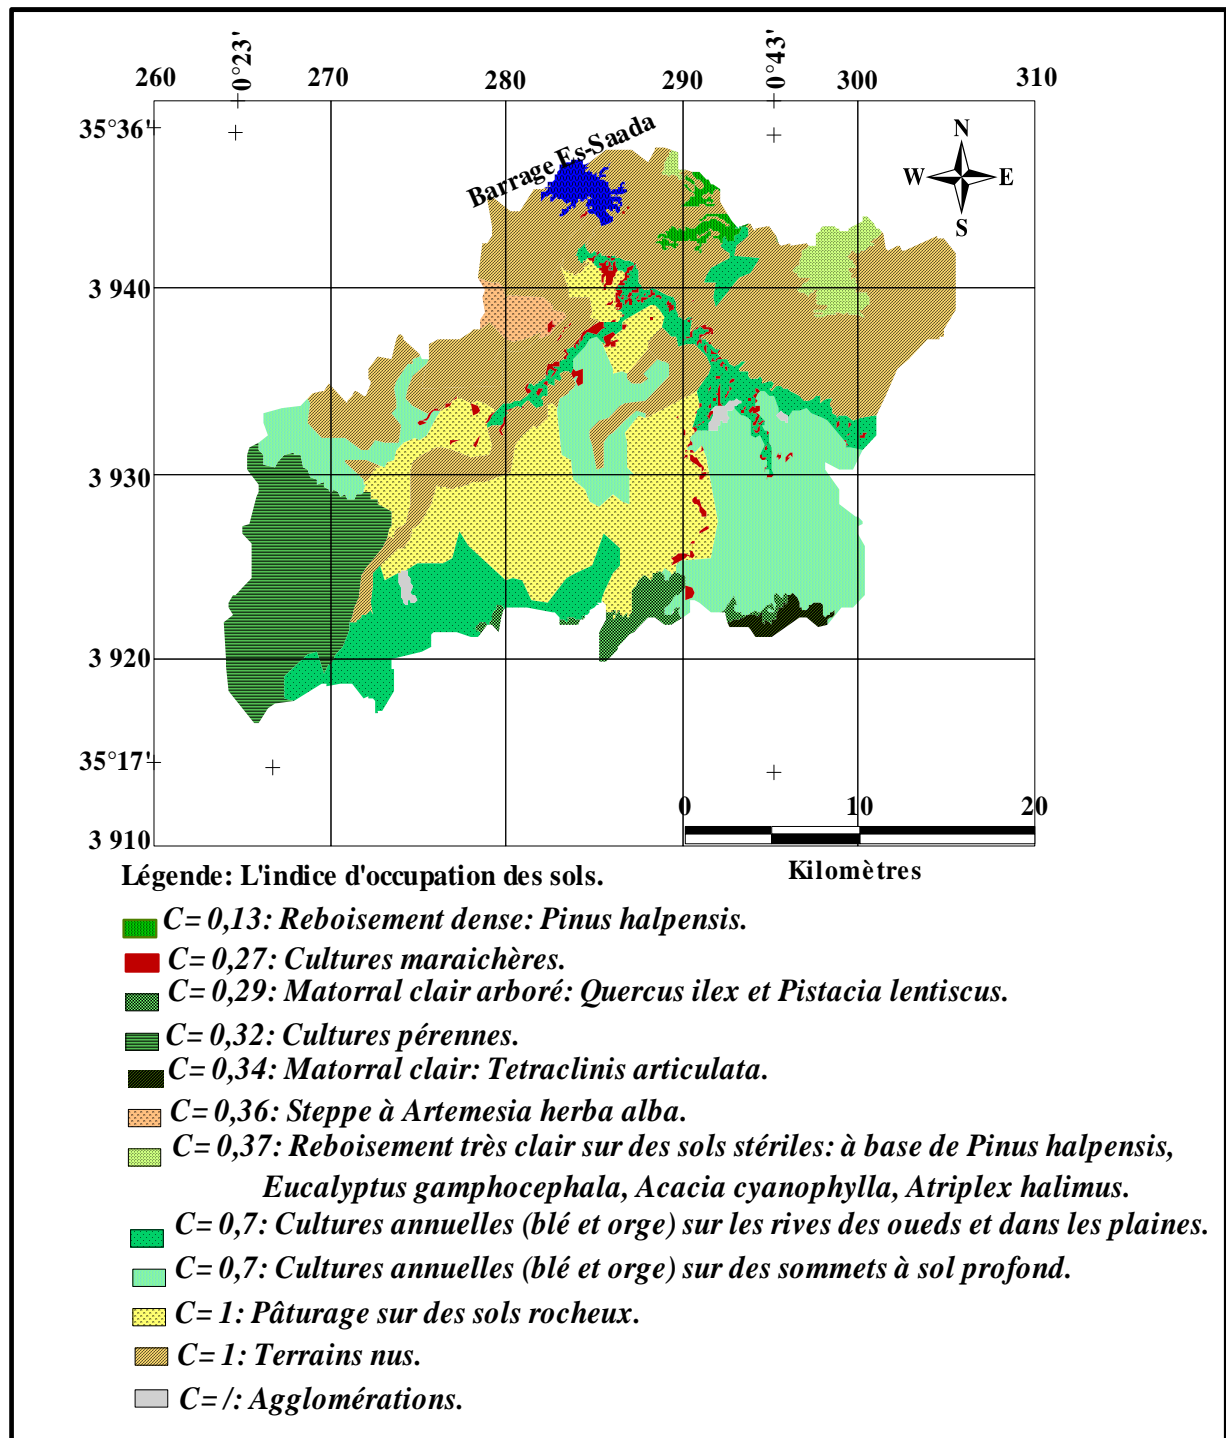 0°23'
0°43'
260 270 280 290 300 310
35°36'
Barrage Es-Saada
N
W E
S
3 940
3 930
3 920
35°17'
3 910
0 10 20
Kilomètres
Légende: L'indice d'occupation des sols.
C= 0,13: Reboisement dense: Pinus halpensis.
C= 0,27: Cultures maraichères.
C= 0,29: Matorral clair arboré: Quercus ilex et Pistacia lentiscus.
C= 0,32: Cultures pérennes.
C= 0,34: Matorral clair: Tetraclinis articulata.
C= 0,36: Steppe à Artemesia herba alba.
C= 0,37: Reboisement très clair sur des sols stériles: à base de Pinus halpensis,
Eucalyptus gamphocephala, Acacia cyanophylla, Atriplex halimus.
C= 0,7: Cultures annuelles (blé et orge) sur les rives des oueds et dans les plaines.
C= 0,7: Cultures annuelles (blé et orge) sur des sommets à sol profond.
C= 1: Pâturage sur des sols rocheux.
C= 1: Terrains nus.
C= /: Agglomérations.